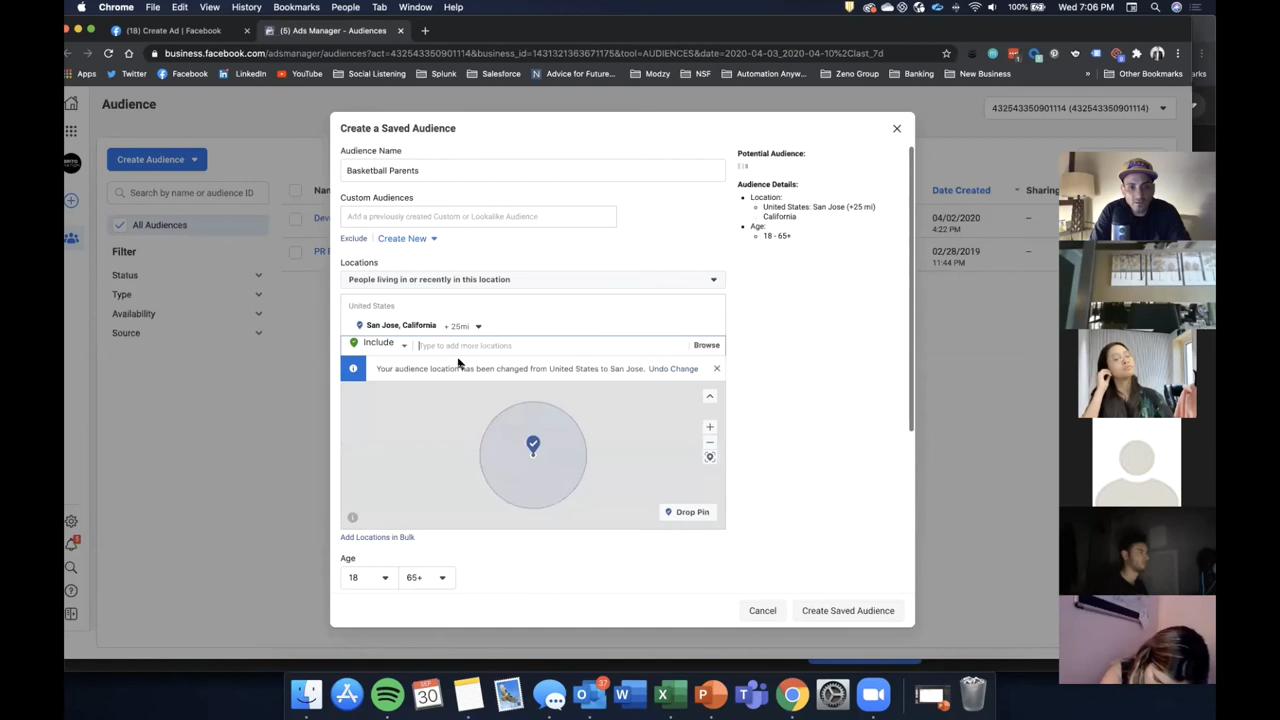 Chrome File Edit View History Bookmarks People Tab Window Help
100% Wed 7:06 PM
(18) Create Ad | Facebook
(5) Ads Manager - Audiences
business.facebook.com/adsmanager/audiences?act=432543350901114&business_id=1431321363671175&tool=AUDIENCES&date=2020-04-03_2020-04-10%2Clast_7d
Apps Twitter Facebook LinkedIn YouTube Social Listening Splunk Salesforce Advice for Future... Modzy NSF Automation Anyw... Zeno Group Banking New Business » Other Bookmarks
Audience
432543350901114 (432543350901114)
Create Audience
Search by name or audience ID
All Audiences
Filter
Status
Type
Availability
Source
Date Created
Sharing
04/02/2020
4:22 PM
02/28/2019
11:44 PM
Create a Saved Audience
Audience Name
Basketball Parents
Custom Audiences
Add a previously created Custom or Lookalike Audience
Exclude | Create New
Locations
People living in or recently in this location
United States
San Jose, California + 25mi
Include Type to add more locations Browse
Your audience location has been changed from United States to San Jose. Undo Change
Drop Pin
Add Locations in Bulk
Age
18 65+
Potential Audience:
Audience Details:
Location:
United States: San Jose (+25 mi)
California
Age:
18 - 65+
Cancel Create Saved Audience
SEP
30
37